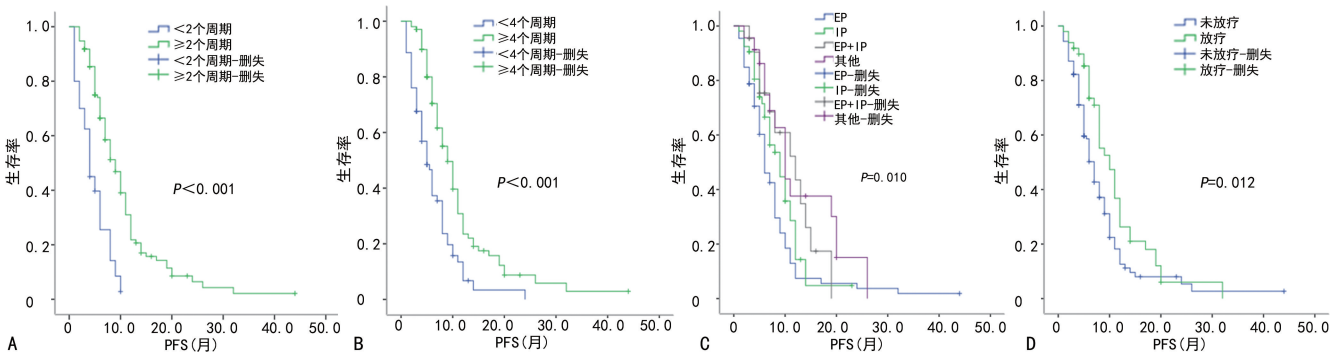 1.0
0.8
0.6
0.4
0.2
0
生存率
<2个周期
≥2个周期
<2个周期-删失
≥2个周期-删失
P<0.001
0 10.0 20.0 30.0 40.0 50.0
PFS(月)
A
1.0
0.8
0.6
0.4
0.2
0
生存率
<4个周期
≥4个周期
<4个周期-删失
≥4个周期-删失
P<0.001
0 10.0 20.0 30.0 40.0 50.0
PFS(月)
B
1.0
0.8
0.6
0.4
0.2
0
生存率
EP
IP
EP+IP
其他
EP-删失
IP-删失
EP+IP-删失
其他-删失
P=0.010
0 10.0 20.0 30.0 40.0 50.0
PFS(月)
C
1.0
0.8
0.6
0.4
0.2
0
生存率
未放疗
放疗
未放疗-删失
放疗-删失
P=0.012
0 10.0 20.0 30.0 40.0 50.0
PFS(月)
D